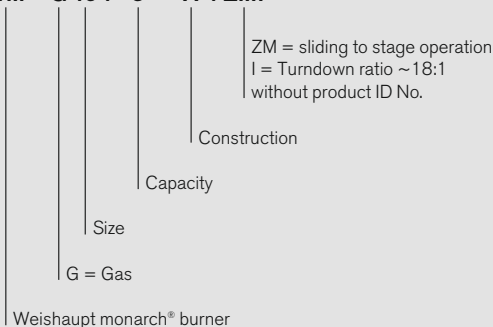 ZM = sliding to stage operation
I = Turndown ratio ~18:1
without product ID No.
Construction
Capacity
Size
G = Gas
Weishaupt monarch® burner